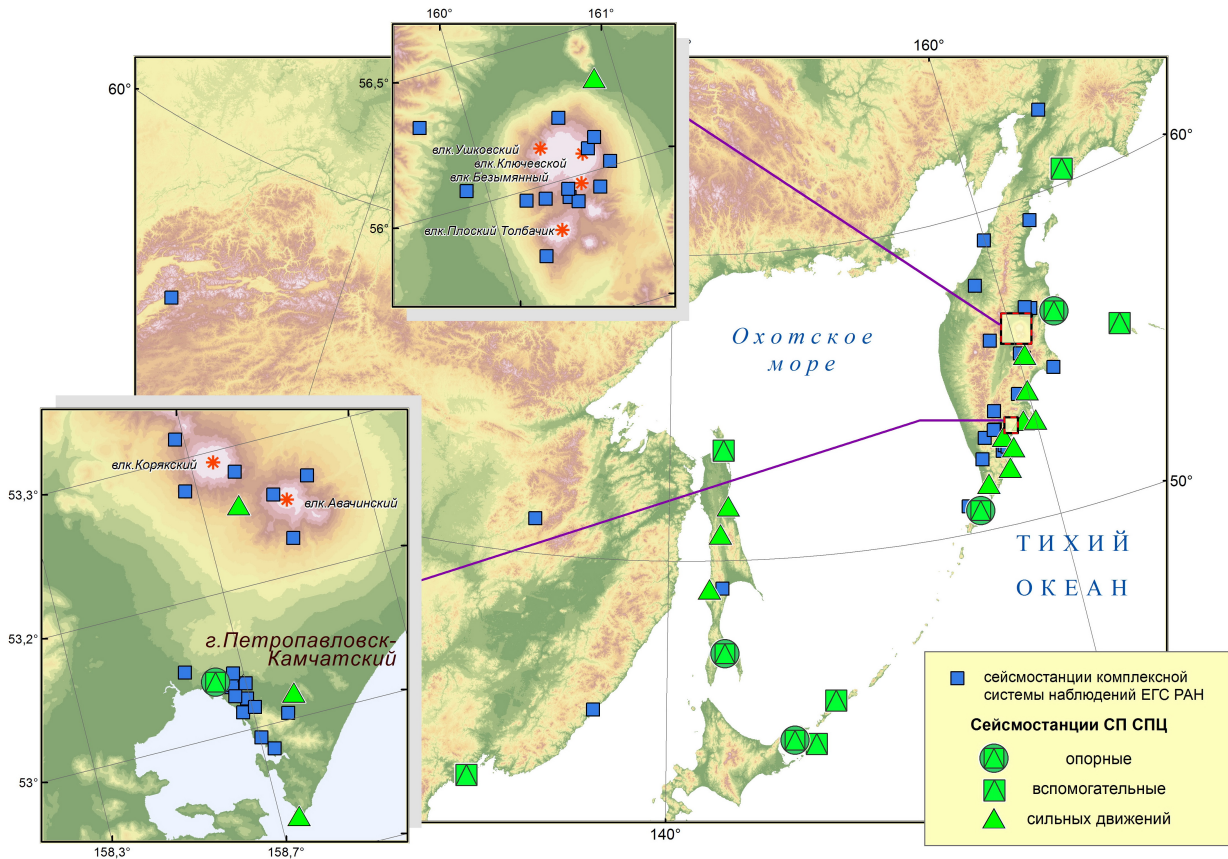 160°
161°
160°
60°
56,5°
60°
влк.Ушковский
влк.Ключевской
влк.Безымянный
56°
влк.Плоский Толбачик
Охотское
море
влк.Корякский
53,3°
влк.Авачинский
50°
ТИХИЙ
ОКЕАН
г.Петропавловск-
Камчатский
53,2°
53°
158,3°
158,7°
140°
сейсмостанции комплексной
системы наблюдений ЕГС РАН
Сейсмостанции СП СПЦ
опорные
вспомогательные
сильных движений